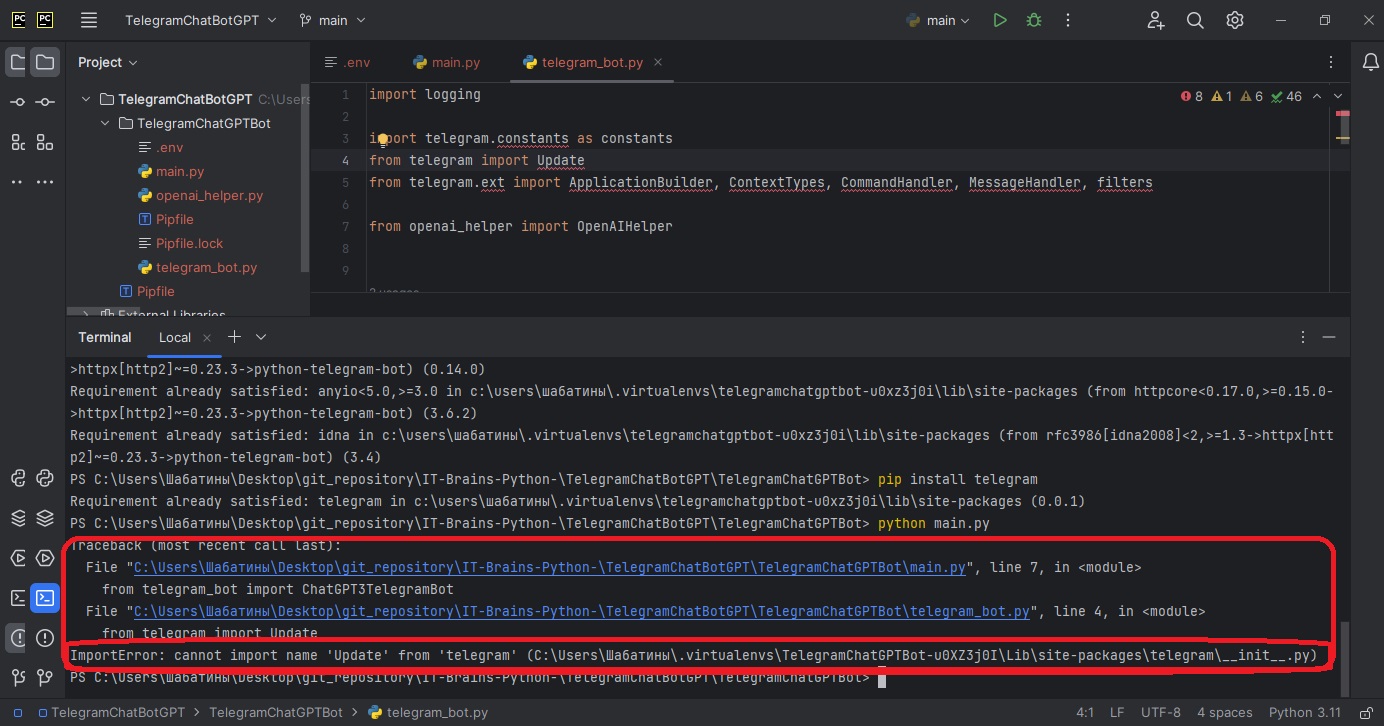 TelegramChatBotGPT main main
Project .env main.py telegram_bot.py
TelegramChatBotGPT C:\Users
TelegramChatGPTBot
.env
main.py
openai_helper.py
Pipfile
Pipfile.lock
telegram_bot.py
Pipfile
External Libraries
8 1 6 46
1 import logging
2
3 import telegram.constants as constants
4 from telegram import Update
5 from telegram.ext import ApplicationBuilder, ContextTypes, CommandHandler, MessageHandler, filters
6
7 from openai_helper import OpenAIHelper
8
9
Terminal Local
>httpx[http2]~=0.23.3->python-telegram-bot) (0.14.0)
Requirement already satisfied: anyio<5.0,>=3.0 in c:\users\шабатины\.virtualenvs\telegramchatgptbot-u0xz3j0i\lib\site-packages (from httpcore<0.17.0,>=0.15.0-
>httpx[http2]~=0.23.3->python-telegram-bot) (3.6.2)
Requirement already satisfied: idna in c:\users\шабатины\.virtualenvs\telegramchatgptbot-u0xz3j0i\lib\site-packages (from rfc3986[idna2008]<2,>=1.3->httpx[htt
p2]~=0.23.3->python-telegram-bot) (3.4)
PS C:\Users\Шабатины\Desktop\git_repository\IT-Brains-Python-\TelegramChatBotGPT\TelegramChatGPTBot> pip install telegram
Requirement already satisfied: telegram in c:\users\шабатины\.virtualenvs\telegramchatgptbot-u0xz3j0i\lib\site-packages (0.0.1)
PS C:\Users\Шабатины\Desktop\git_repository\IT-Brains-Python-\TelegramChatBotGPT\TelegramChatGPTBot> python main.py
Traceback (most recent call last):
File "C:\Users\Шабатины\Desktop\git_repository\IT-Brains-Python-\TelegramChatBotGPT\TelegramChatGPTBot\main.py", line 7, in <module>
from telegram_bot import ChatGPT3TelegramBot
File "C:\Users\Шабатины\Desktop\git_repository\IT-Brains-Python-\TelegramChatBotGPT\TelegramChatGPTBot\telegram_bot.py", line 4, in <module>
from telegram import Update
ImportError: cannot import name 'Update' from 'telegram' (C:\Users\Шабатины\.virtualenvs\TelegramChatGPTBot-u0XZ3j0I\Lib\site-packages\telegram\__init__.py)
PS C:\Users\Шабатины\Desktop\git_repository\IT-Brains-Python-\TelegramChatBotGPT\TelegramChatGPTBot>
TelegramChatBotGPT > TelegramChatGPTBot > telegram_bot.py 4:1 LF UTF-8 4 spaces Python 3.11